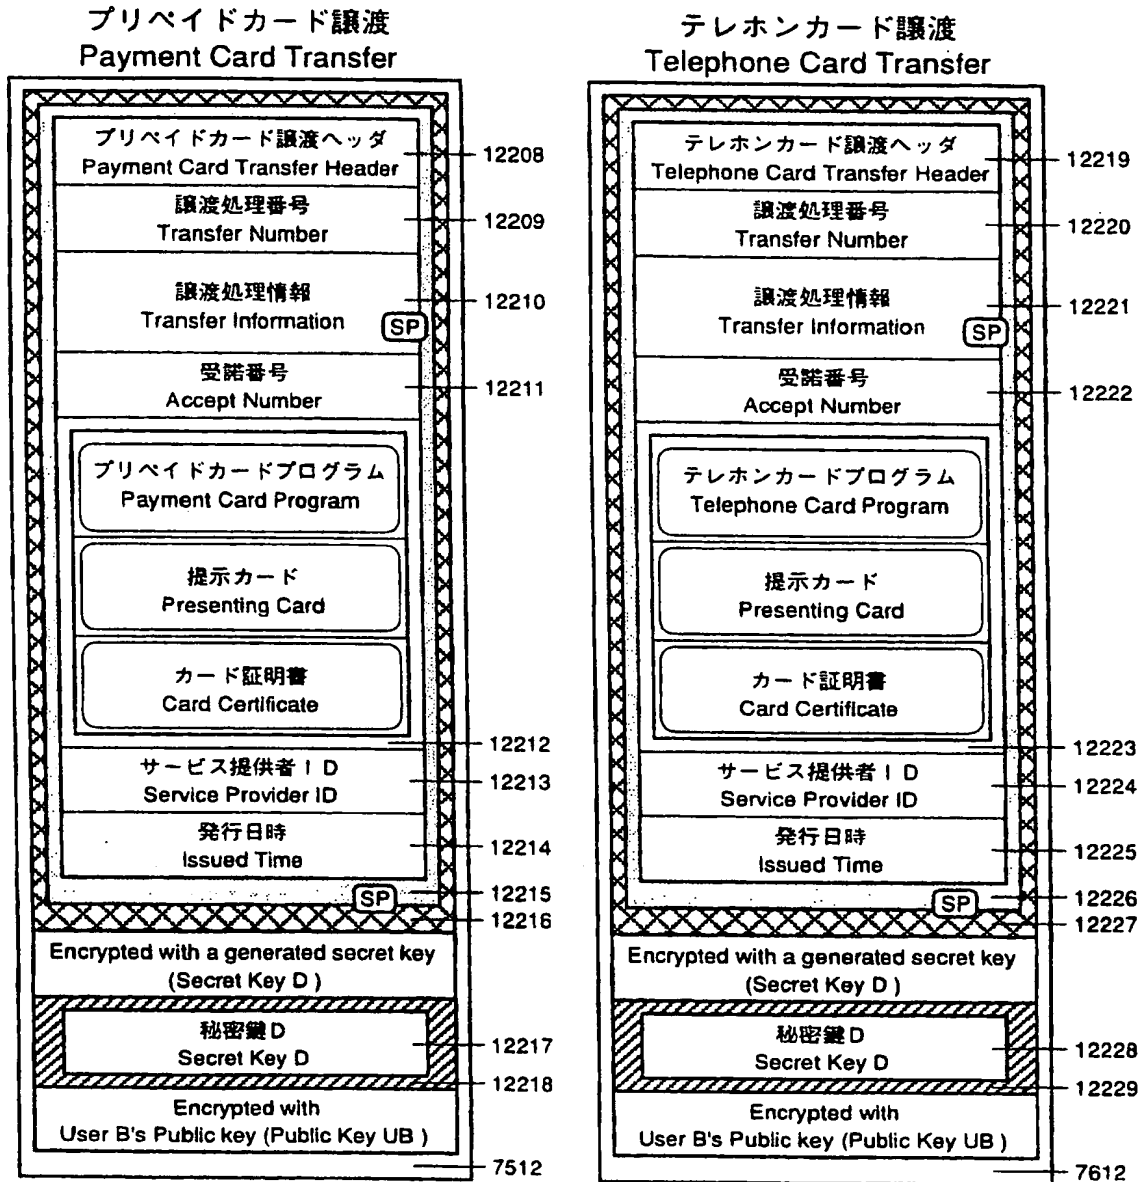 プリペイドカード譲渡
Payment Card Transfer
プリペイドカード譲渡ヘッダ
Payment Card Transfer Header
12208
譲渡処理番号
Transfer Number
12209
譲渡処理情報
Transfer Information
SP
12210
受諾番号
Accept Number
12211
プリペイドカードプログラム
Payment Card Program
提示カード
Presenting Card
カード証明書
Card Certificate
12212
サービス提供者ID
Service Provider ID
12213
発行日時
Issued Time
12214
SP
12215
12216
Encrypted with a generated secret key
(Secret Key D )
秘密鍵D
Secret Key D
12217
12218
Encrypted with
User B's Public key (Public Key UB )
7512
テレホンカード譲渡
Telephone Card Transfer
テレホンカード譲渡ヘッダ
Telephone Card Transfer Header
12219
譲渡処理番号
Transfer Number
12220
譲渡処理情報
Transfer Information
SP
12221
受諾番号
Accept Number
12222
テレホンカードプログラム
Telephone Card Program
提示カード
Presenting Card
カード証明書
Card Certificate
12223
サービス提供者ID
Service Provider ID
12224
発行日時
Issued Time
12225
SP
12226
12227
Encrypted with a generated secret key
(Secret Key D )
秘密鍵D
Secret Key D
12228
12229
Encrypted with
User B's Public key (Public Key UB )
7612